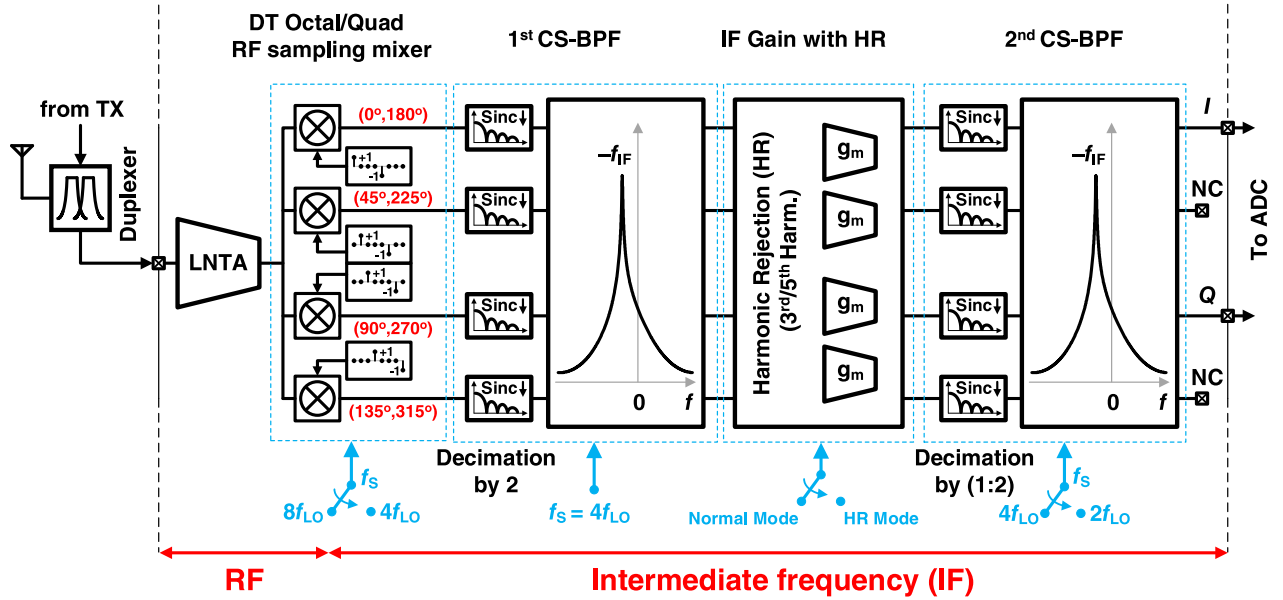 DT Octal/Quad
RF sampling mixer
1st CS-BPF
IF Gain with HR
2nd CS-BPF
from TX
Duplexer
LNTA
(0°,180°)
+1
-1
(45°,225°)
+1
-1
+1
-1
(90°,270°)
+1
-1
(135°,315°)
Sinc
Sinc
Sinc
Sinc
–fIF
0 f
Harmonic Rejection (HR)
(3rd/5th Harm.)
gm
gm
gm
gm
Sinc
Sinc
Sinc
Sinc
–fIF
0 f
I
NC
Q
NC
To ADC
fS
8fLO 4fLO
Decimation
by 2
fS = 4fLO
Normal Mode HR Mode
Decimation
by (1:2)
fS
4fLO 2fLO
RF
Intermediate frequency (IF)